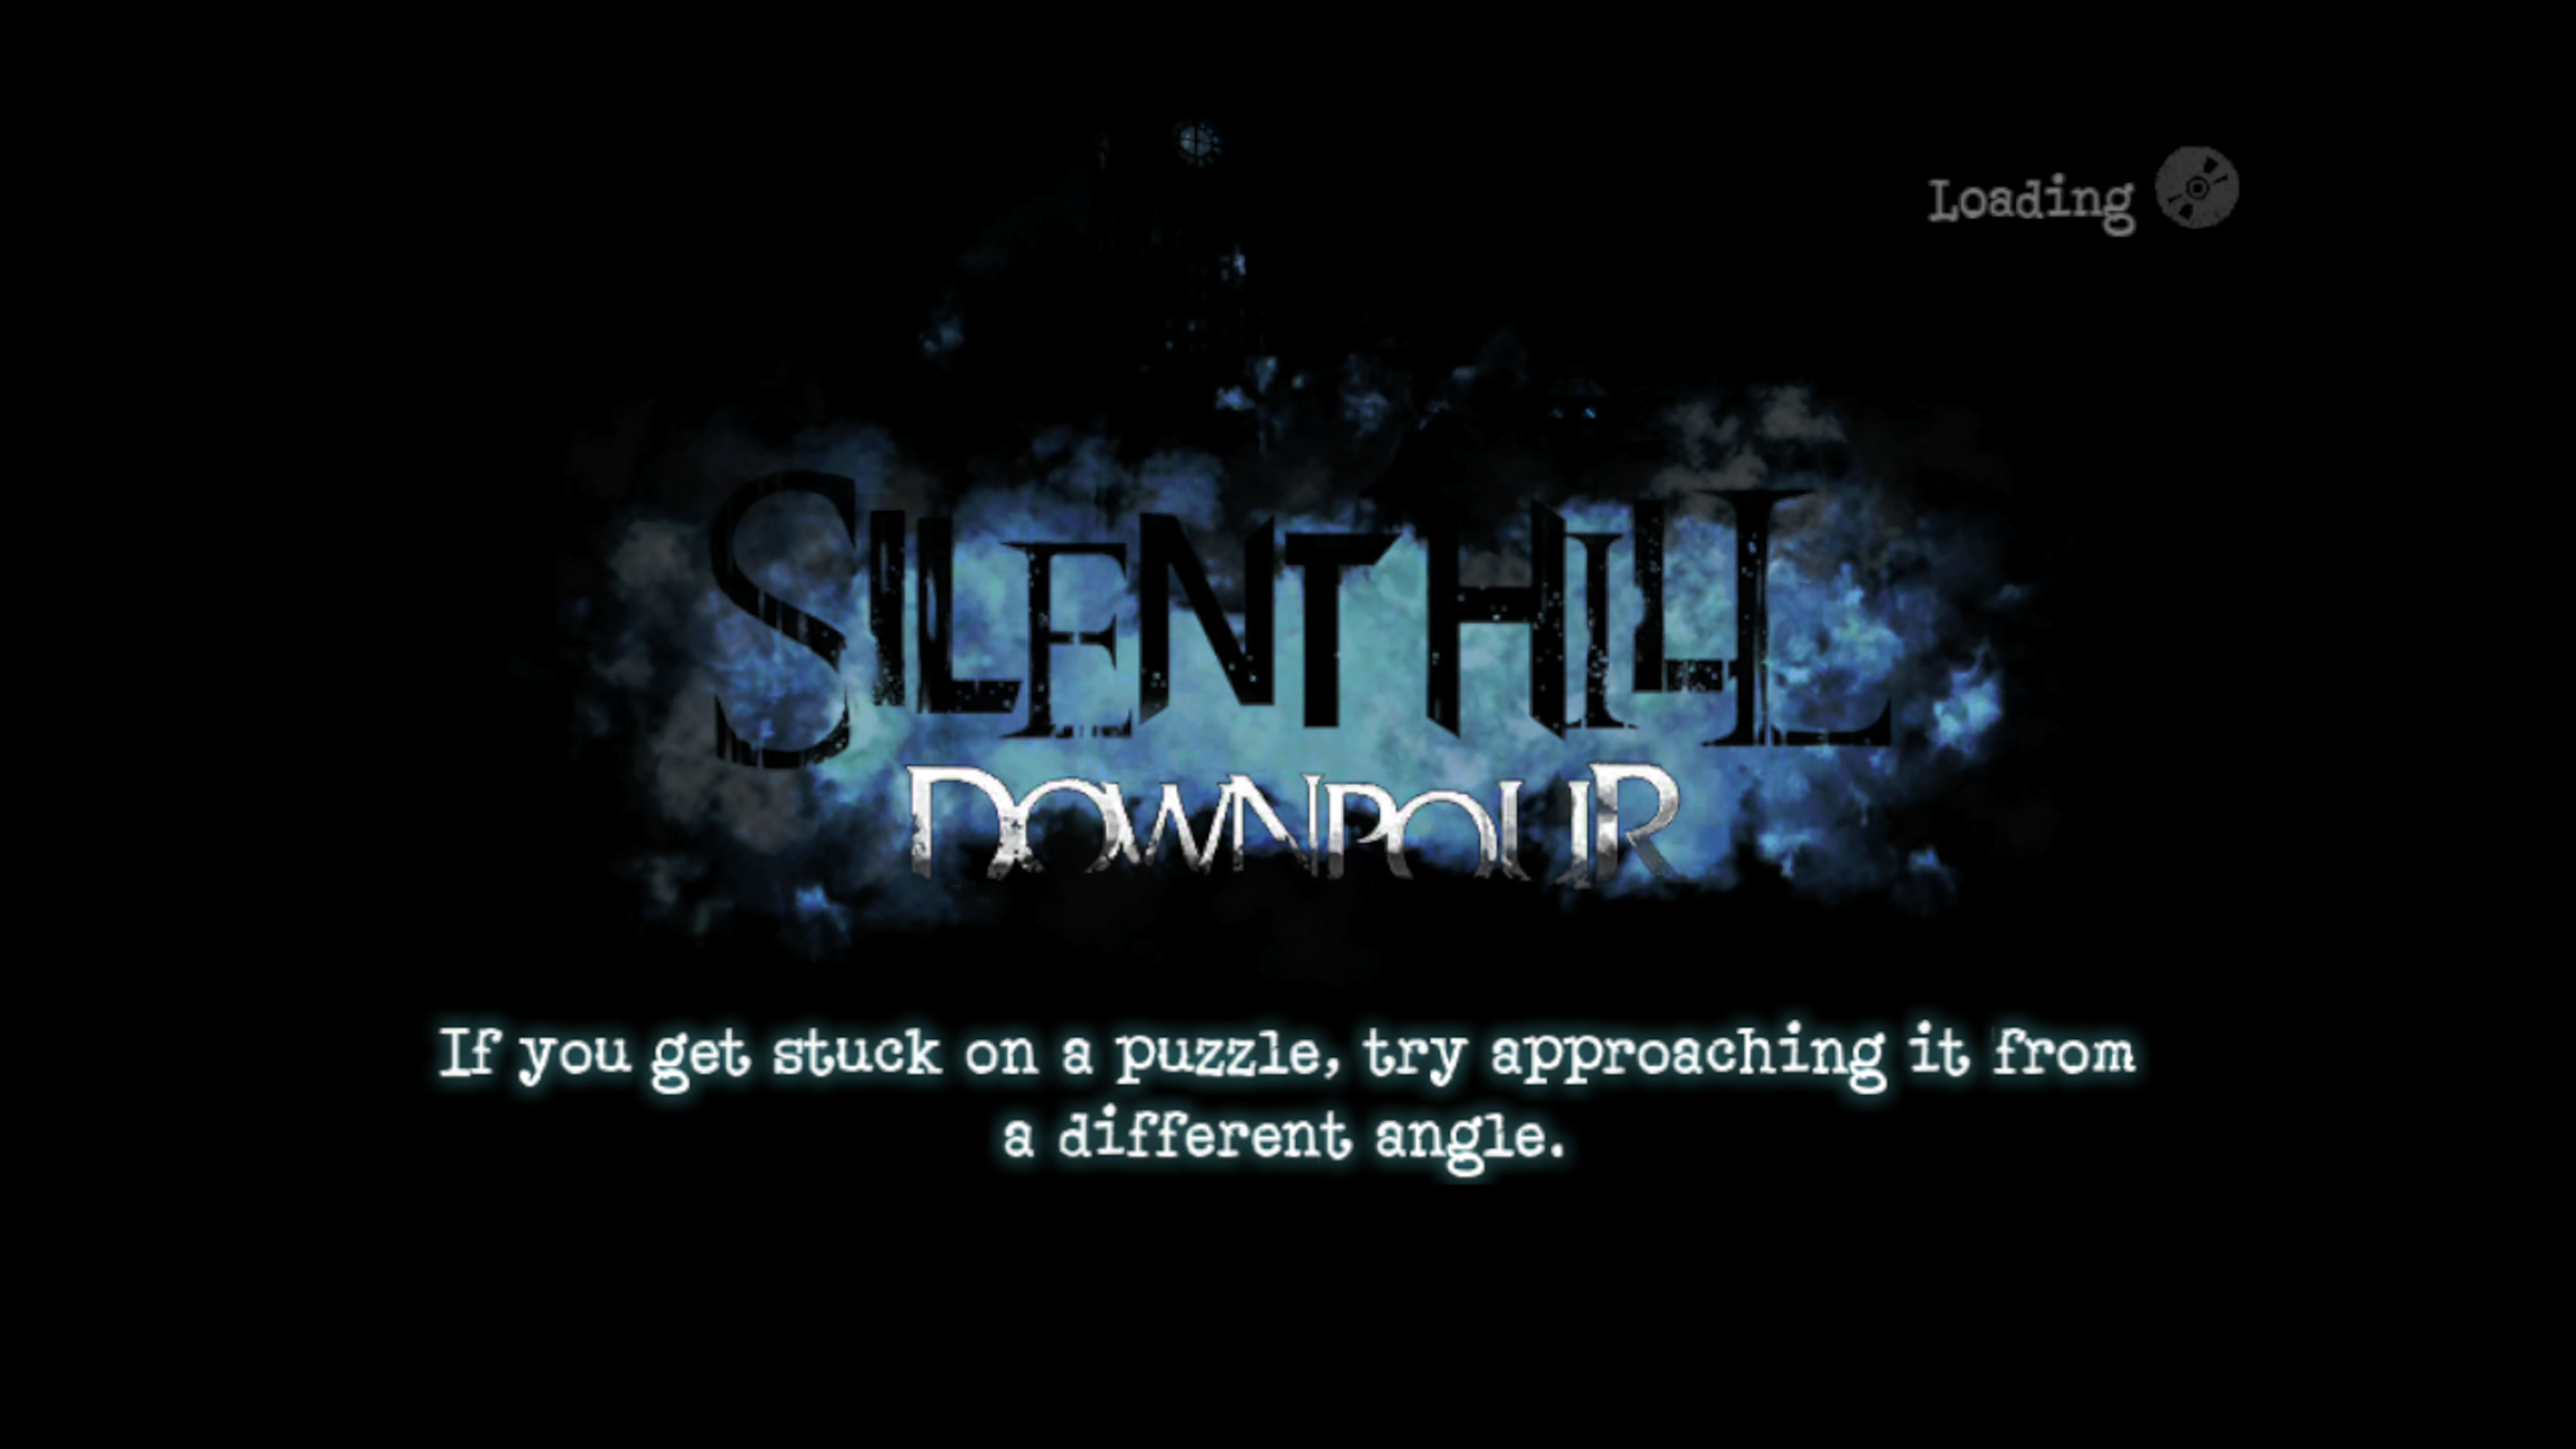 Loading
SILENT HILL
DOWNPOUR
If you get stuck on a puzzle, try approaching it from
a different angle.